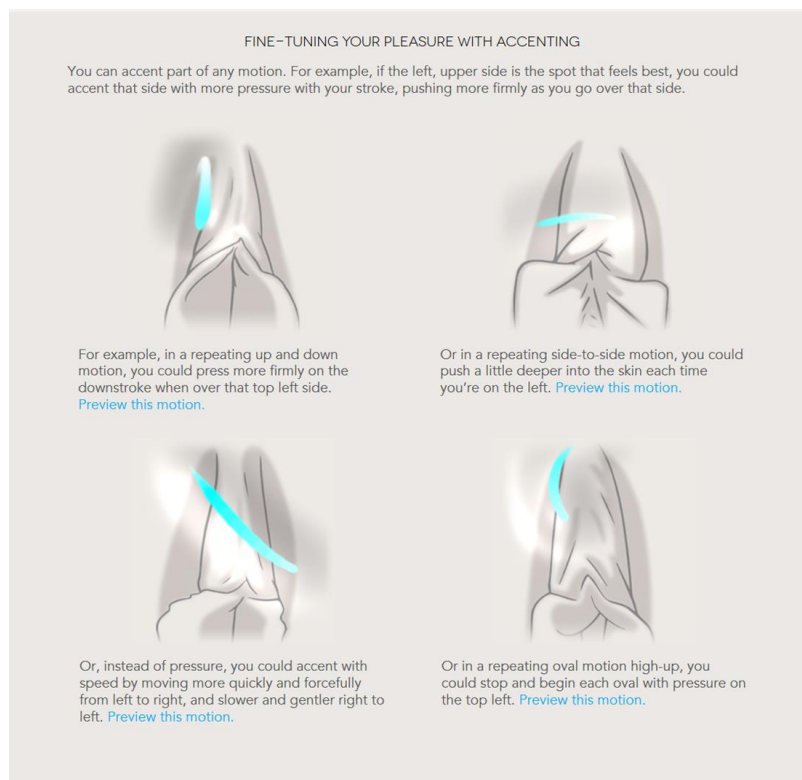 FINE-TUNING YOUR PLEASURE WITH ACCENTING
You can accent part of any motion. For example, if the left, upper side is the spot that feels best, you could
accent that side with more pressure with your stroke, pushing more firmly as you go over that side.
For example, in a repeating up and down
motion, you could press more firmly on the
downstroke when over that top left side.
Preview this motion.
Or in a repeating side-to-side motion, you could
push a little deeper into the skin each time
you're on the left. Preview this motion.
Or, instead of pressure, you could accent with
speed by moving more quickly and forcefully
from left to right, and slower and gentler right to
left. Preview this motion.
Or in a repeating oval motion high-up, you
could stop and begin each oval with pressure on
the top left. Preview this motion.